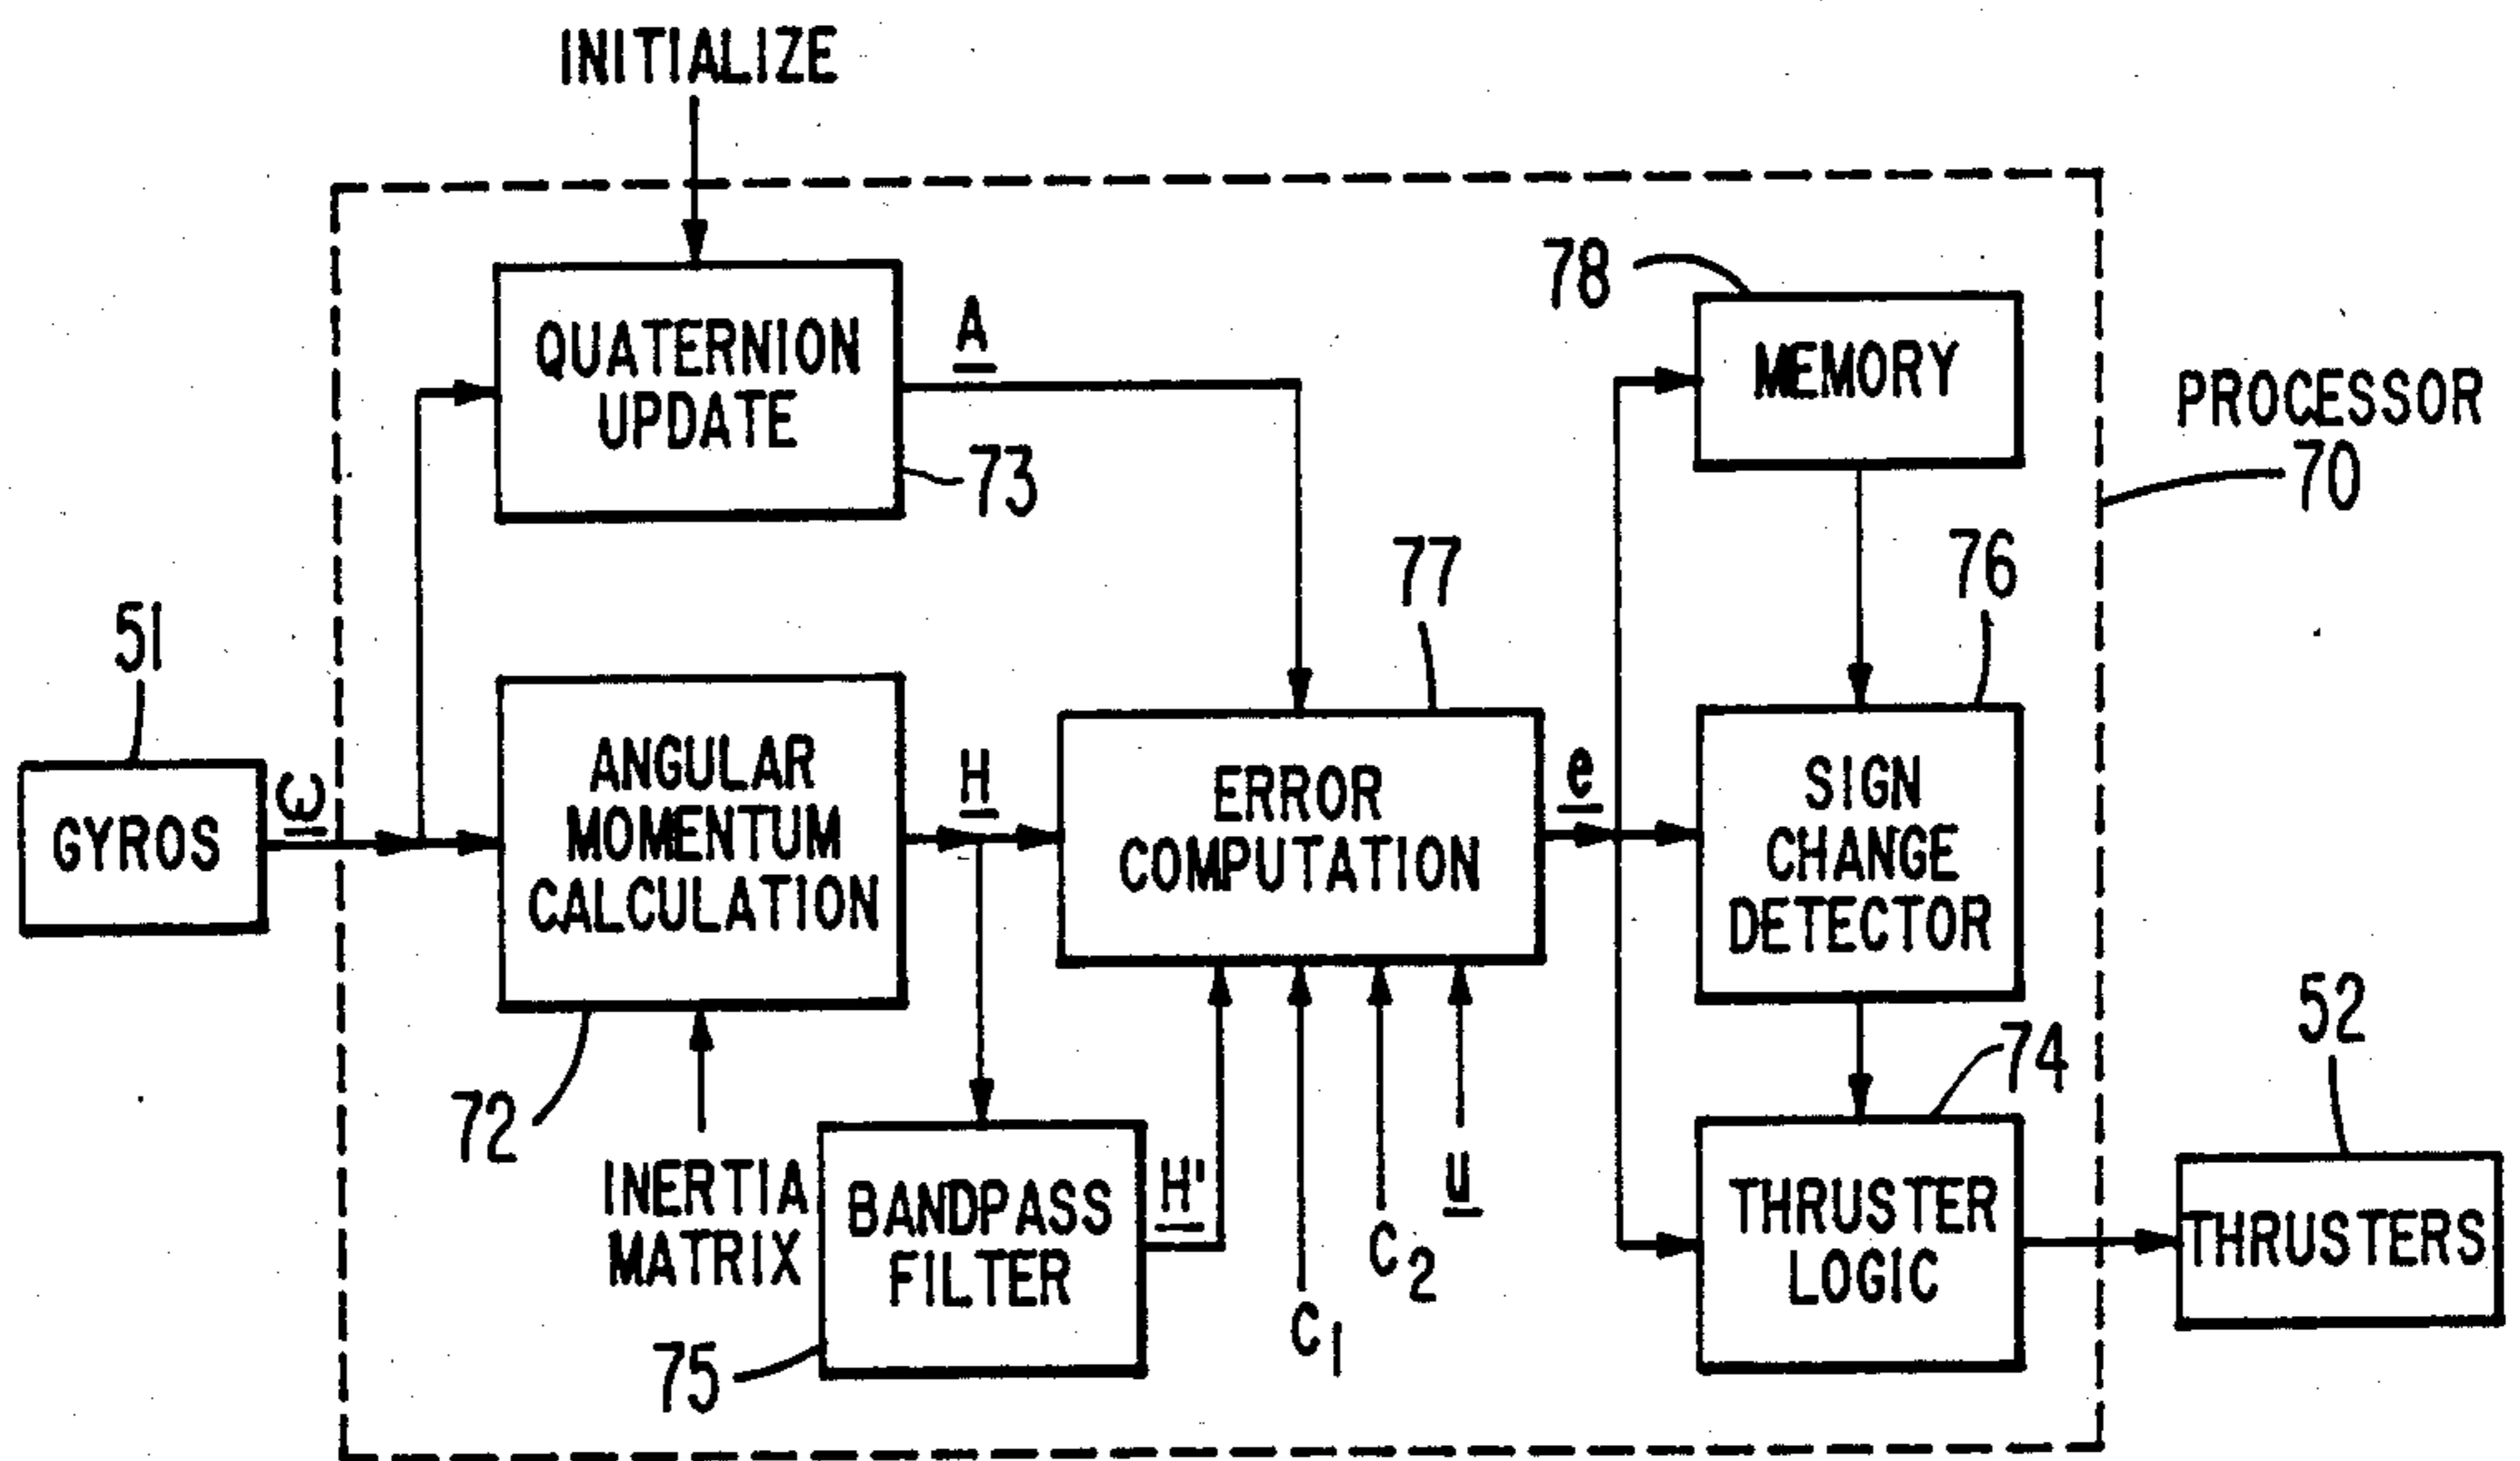 INITIALIZE
78
A
QUATERNION
UPDATE
MEMORY
PROCESSOR
70
73
77
76
51
GYROS
ω
ANGULAR
MOMENTUM
CALCULATION
H
ERROR
COMPUTATION
e
SIGN
CHANGE
DETECTOR
72
INERTIA
MATRIX
74
52
BANDPASS
FILTER
H'
C1
C2
u
THRUSTER
LOGIC
THRUSTERS
75